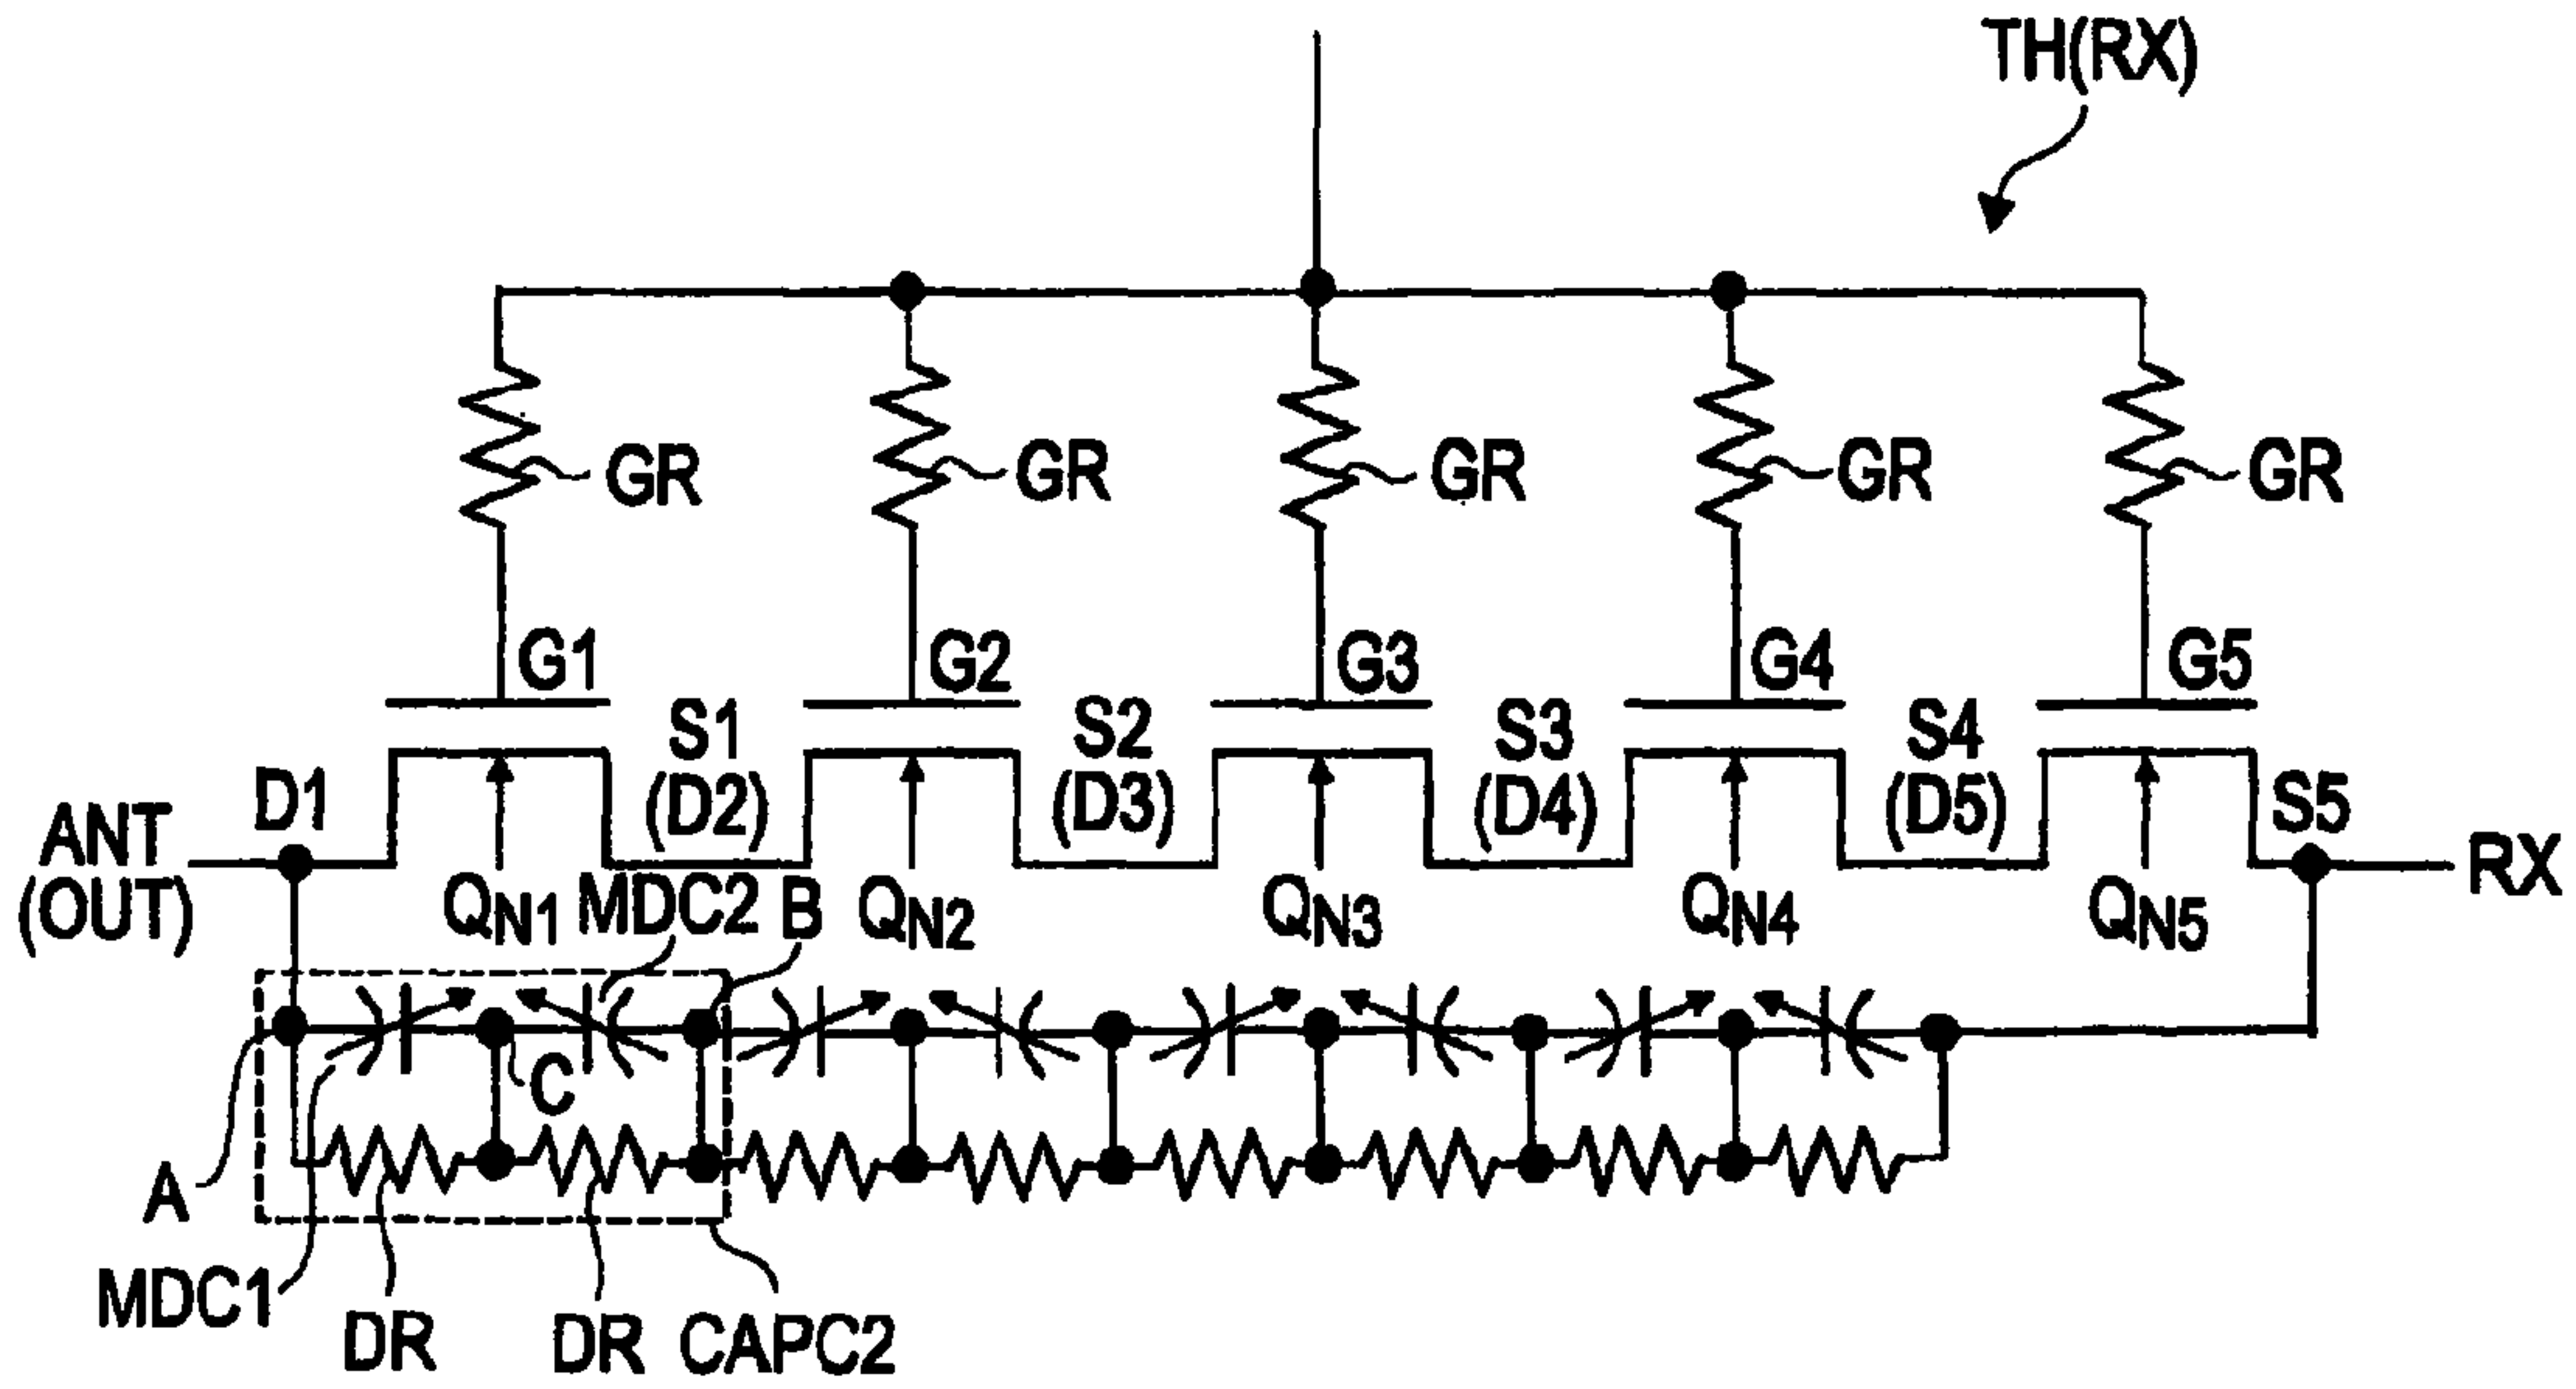 TH(RX)
GR GR GR GR GR
G1 G2 G3 G4 G5
S1 S2 S3 S4
D1 (D2) (D3) (D4) (D5) S5
ANT
(OUT)
RX
QN1 MDC2 B QN2 QN3 QN4 QN5
C
A
MDC1
DR DR CAPC2